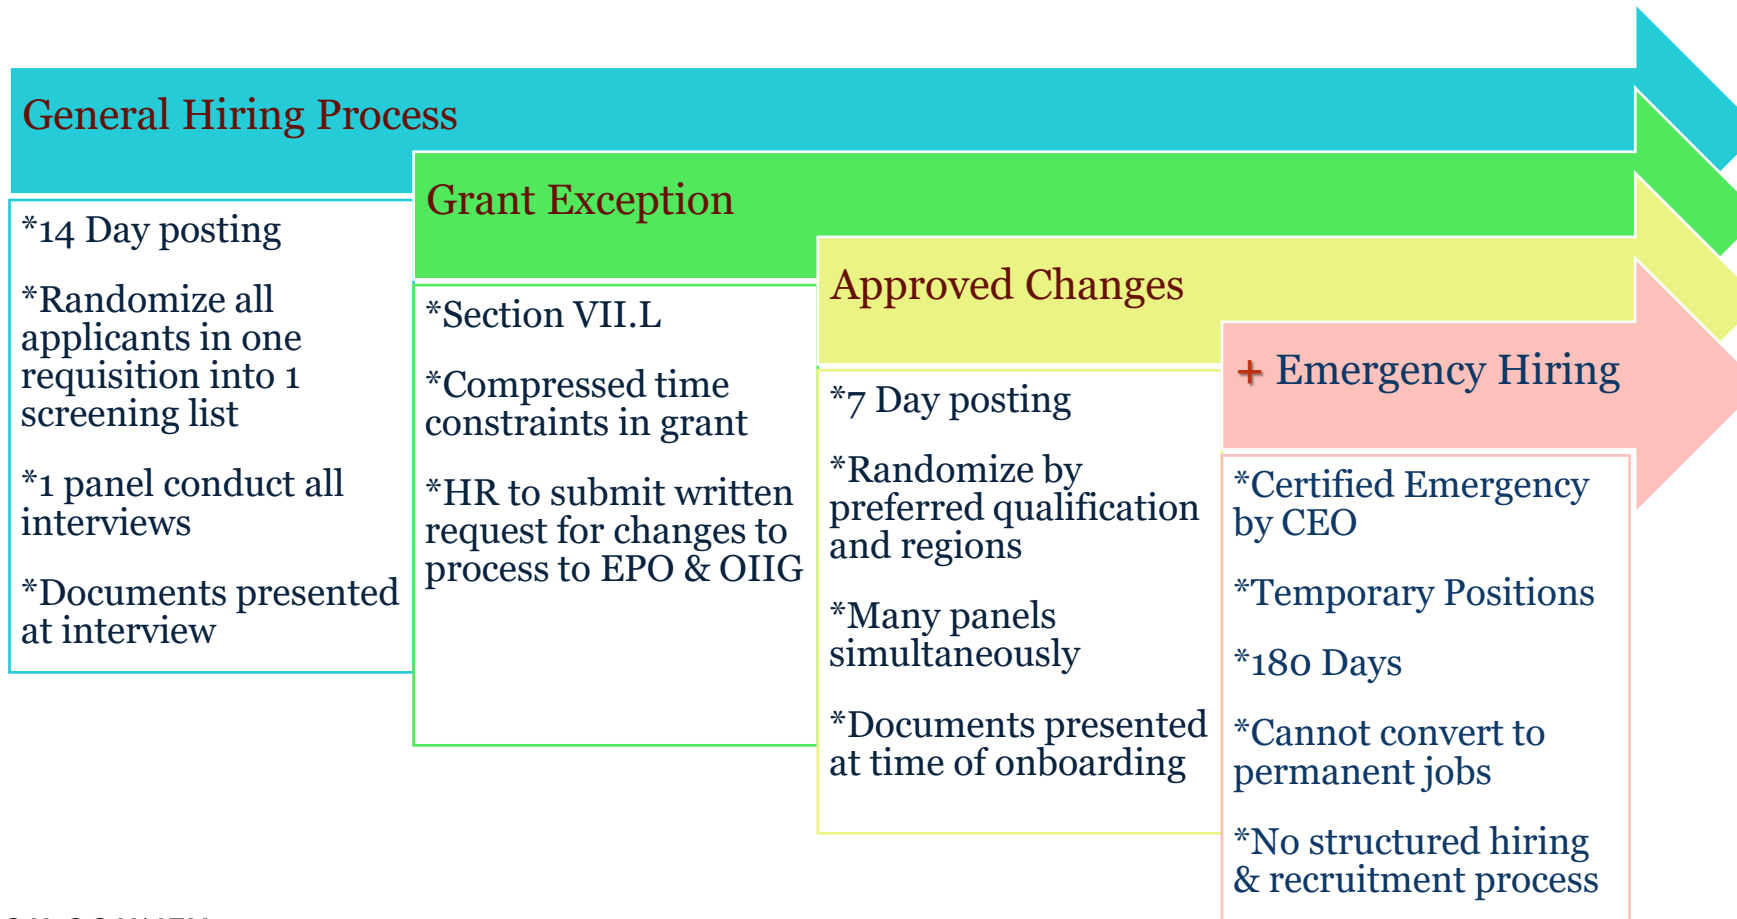 General Hiring Process
*14 Day posting
*Randomize all
applicants in one
requisition into 1
screening list
*1 panel conduct all
interviews
*Documents presented
at interview
Grant Exception
*Section VII.L
*Compressed time
constraints in grant
*HR to submit written
request for changes to
process to EPO & OIIG
Approved Changes
*7 Day posting
*Randomize by
preferred qualification
and regions
*Many panels
simultaneously
*Documents presented
at time of onboarding
+ Emergency Hiring
*Certified Emergency
by CEO
*Temporary Positions
*180 Days
*Cannot convert to
permanent jobs
*No structured hiring
& recruitment process